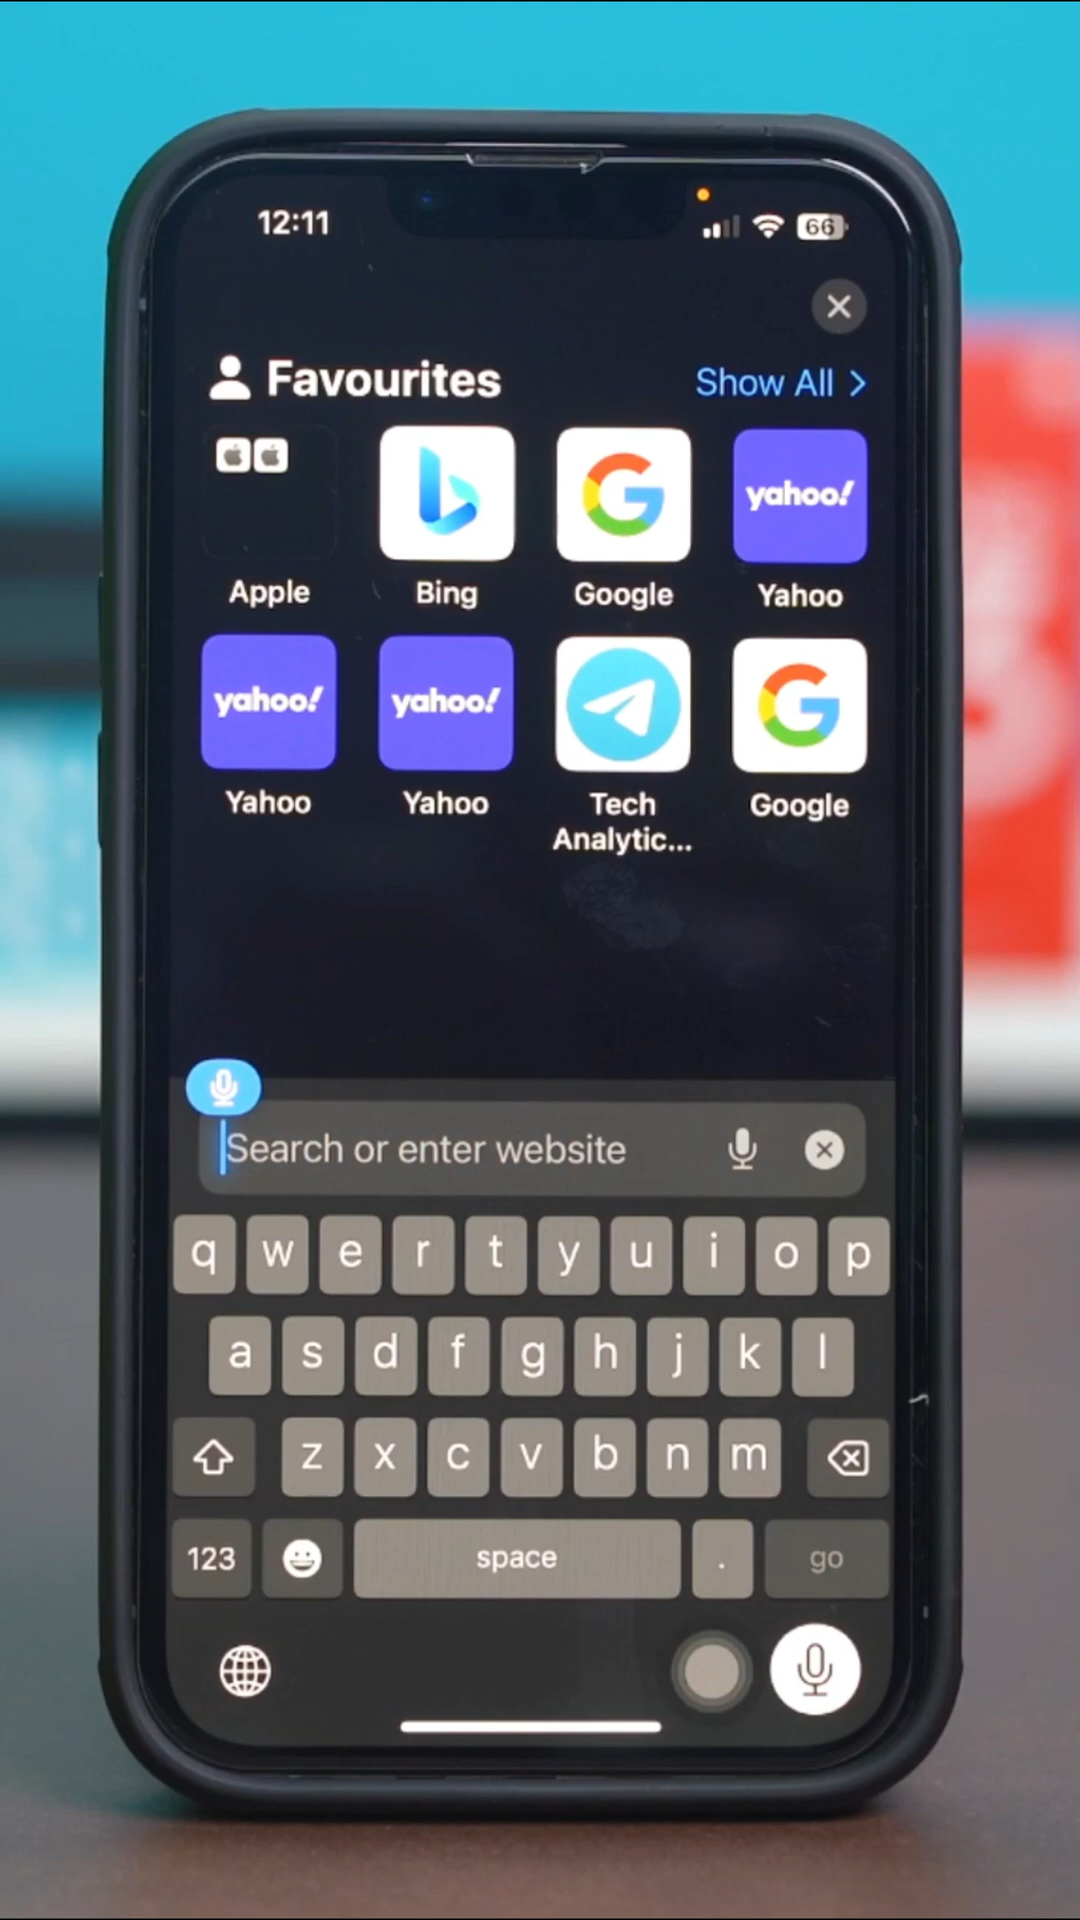 12:11
66
Favourites
Show All >
yahoo!
Apple
Bing
Google
Yahoo
yahoo!
yahoo!
Yahoo
Yahoo
Tech
Analytic...
Google
Search or enter website
q w e r t y u i o p
a s d f g h j k l
z x c v b n m
123
space
.
go